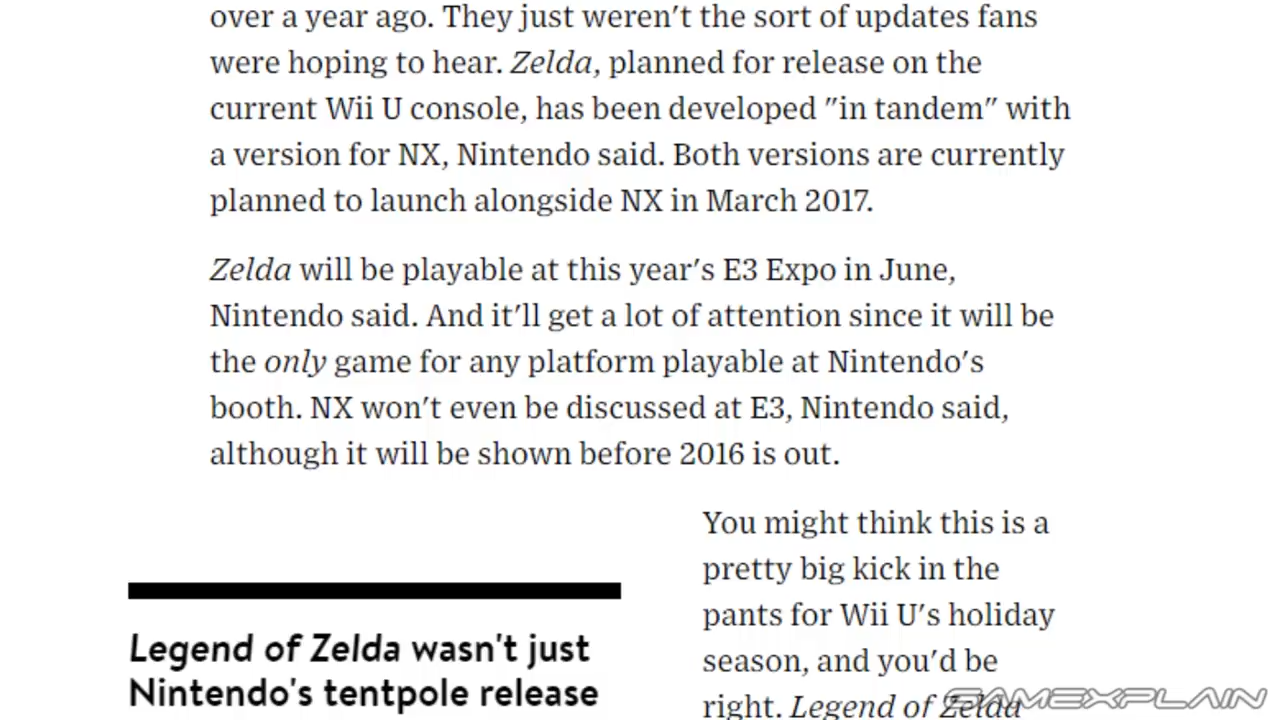 over a year ago. They just weren't the sort of updates fans
were hoping to hear. Zelda, planned for release on the
current Wii U console, has been developed "in tandem" with
a version for NX, Nintendo said. Both versions are currently
planned to launch alongside NX in March 2017.
Zelda will be playable at this year's E3 Expo in June,
Nintendo said. And it'll get a lot of attention since it will be
the only game for any platform playable at Nintendo's
booth. NX won't even be discussed at E3, Nintendo said,
although it will be shown before 2016 is out.
You might think this is a
pretty big kick in the
pants for Wii U's holiday
season, and you'd be
right. Legend of Zelda
Legend of Zelda wasn't just
Nintendo's tentpole release
GAMEXPLAIN